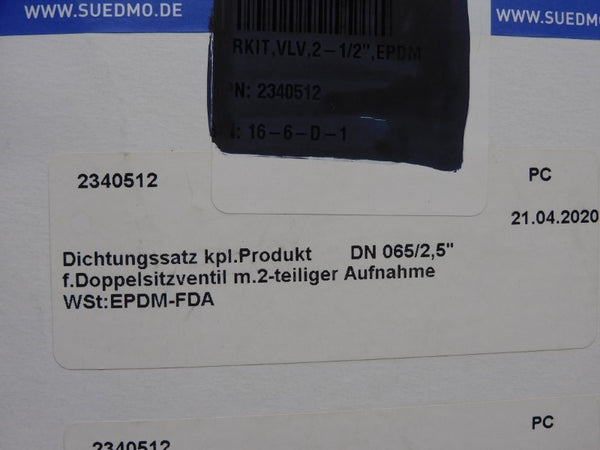 WWW.SUEDMO.DE
WWW.SUEDMO
RKIT,VLV,2-1/2",EPDM
PN: 2340512
: 16-6-D-1
2340512
PC
21.04.2020
Dichtungssatz kpl.Produkt DN 065/2,5"
f.Doppelsitzventil m.2-teiliger Aufnahme
WSt:EPDM-FDA
PC
2340512